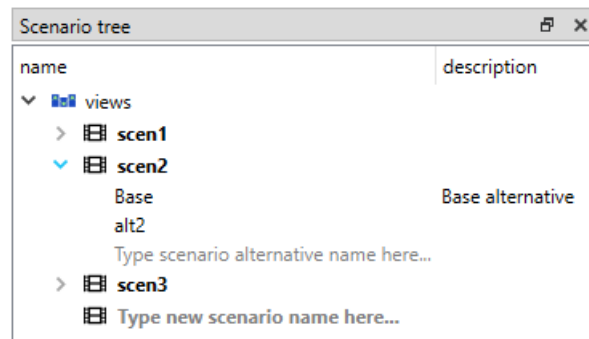 Scenario tree
name description
views
scen1
scen2
Base Base alternative
alt2
Type scenario alternative name here...
scen3
Type new scenario name here...